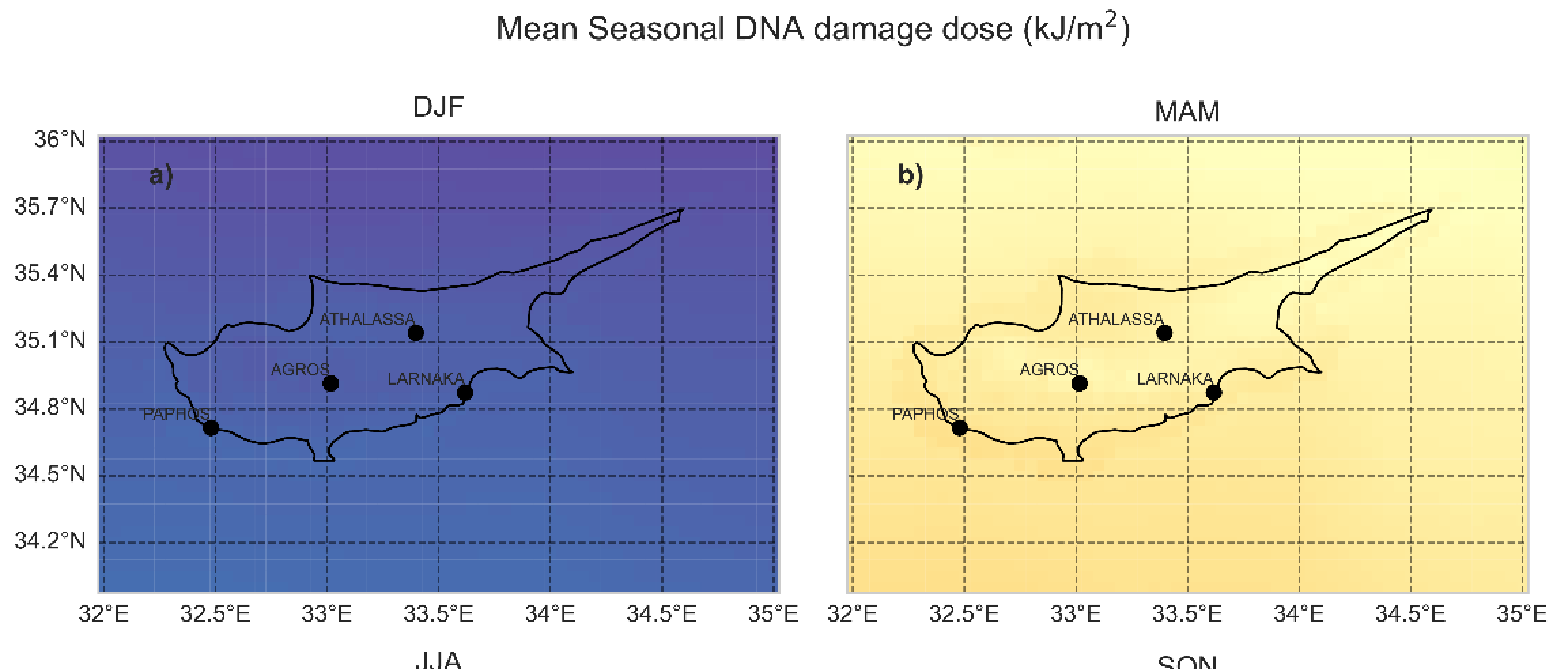 Mean Seasonal DNA damage dose (kJ/m²)
DJF
MAM
36°N
35.7°N
35.4°N
35.1°N
34.8°N
34.5°N
34.2°N
a)
ATHALASSA
AGROS
LARNAKA
PAPHOS
b)
ATHALASSA
AGROS
LARNAKA
PAPHOS
32°E 32.5°E 33°E 33.5°E 34°E 34.5°E 35°E
32°E 32.5°E 33°E 33.5°E 34°E 34.5°E 35°E
JJA
SON